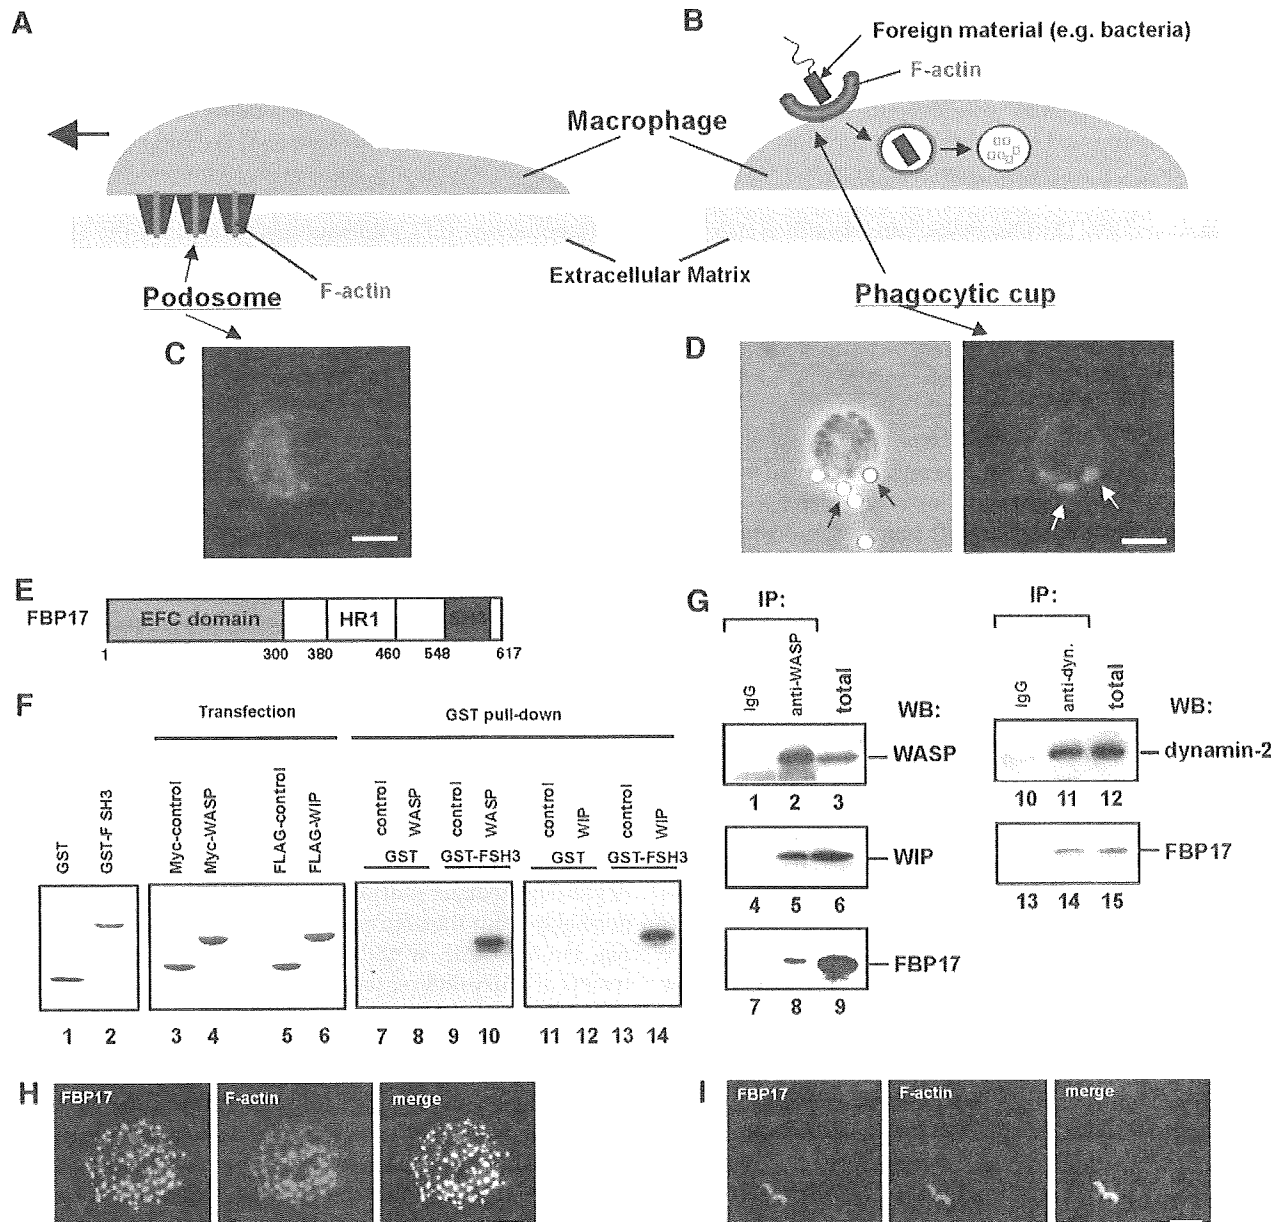 A
B
Foreign material (e.g. bacteria)
F-actin
Macrophage
Extracellular Matrix
Podosome
F-actin
Phagocytic cup
C
D
E
FBP17
EFC domain
HR1
SH3
1 300 380 460 548 617
F
Transfection
GST pull-down
GST
GST-F SH3
Myc-control
Myc-WASP
FLAG-control
FLAG-WIP
control
WASP
control
WASP
control
WIP
control
WIP
GST GST-FSH3 GST GST-FSH3
1 2 3 4 5 6 7 8 9 10 11 12 13 14
G
IP:
IgG
anti-WASP
total
WB:
WASP
1 2 3
WIP
4 5 6
FBP17
7 8 9
IP:
IgG
anti-dyn.
total
WB:
dynamin-2
10 11 12
FBP17
13 14 15
H
FBP17
F-actin
merge
I
FBP17
F-actin
merge